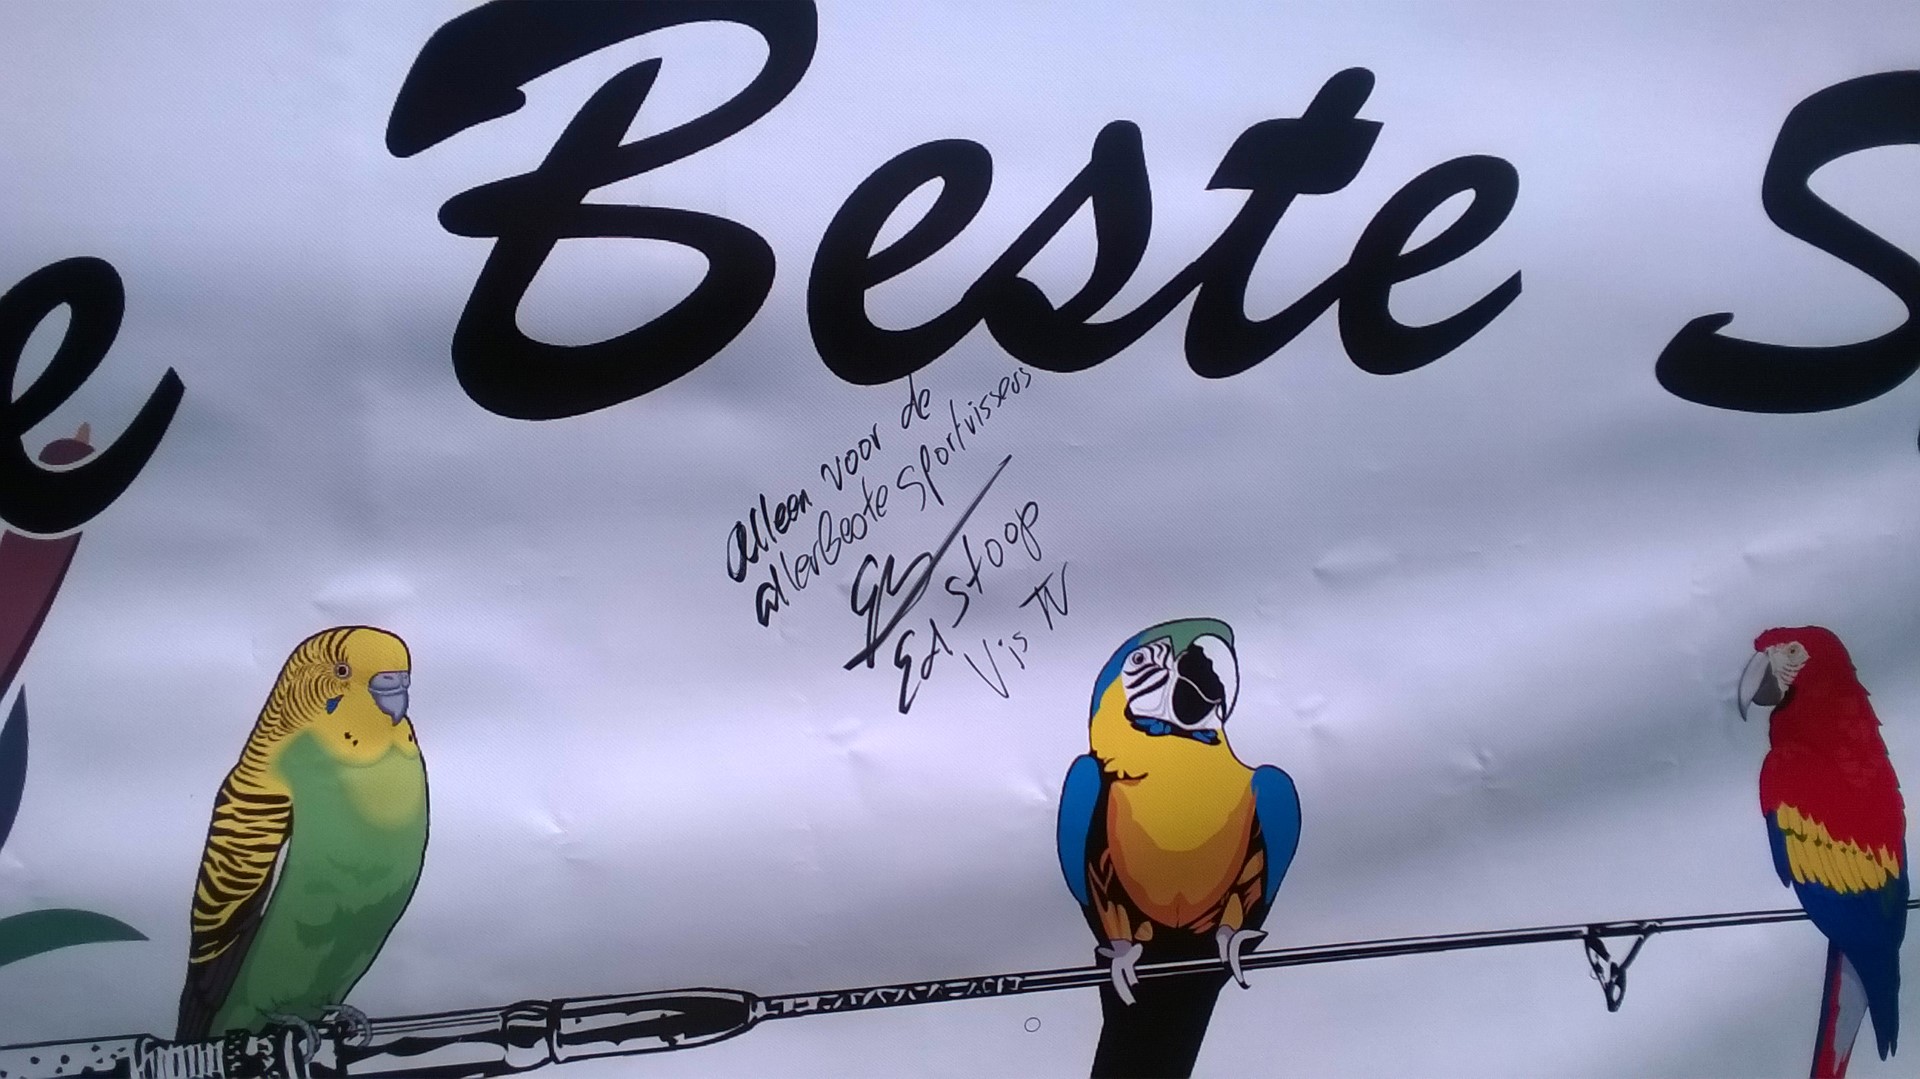 e Beste S
alleen voor de
allerBeste sportvissers
Ed Stoop
Vis TV